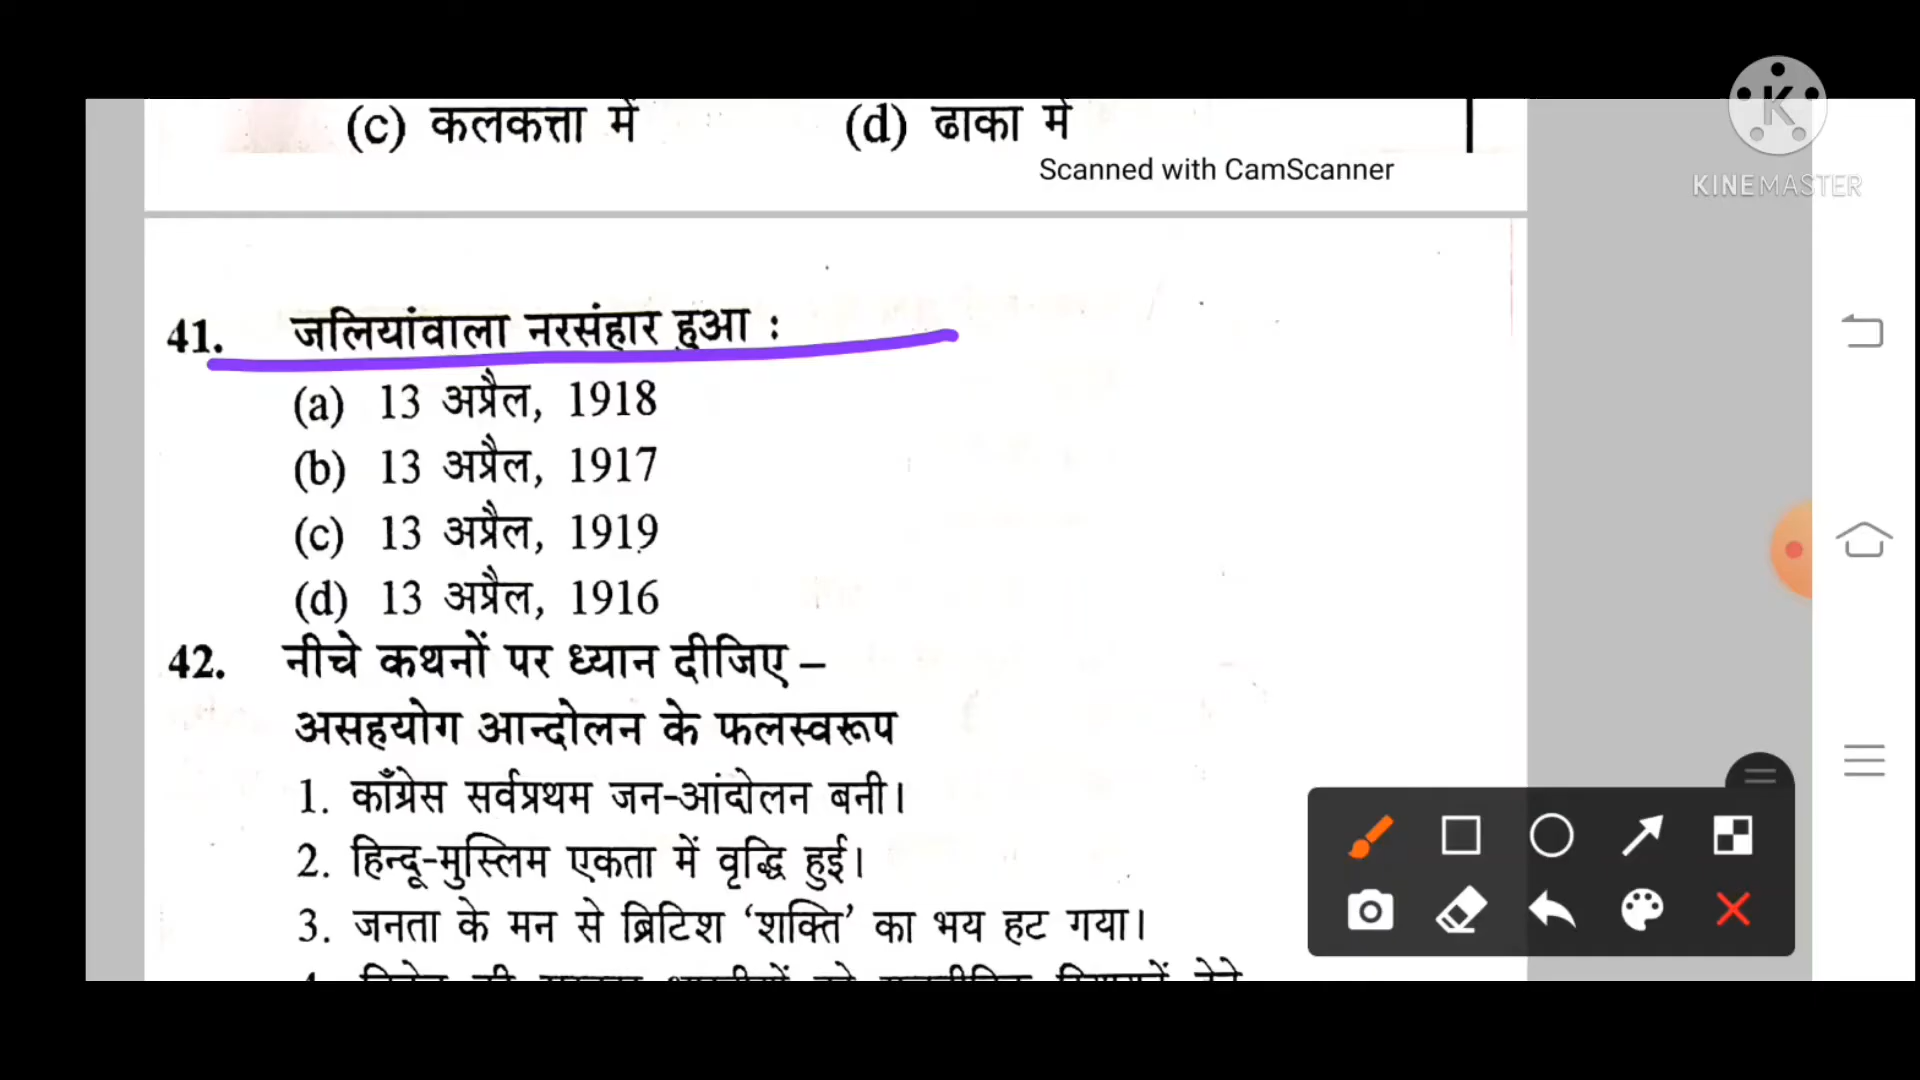 (c) कलकत्ता में (d) ढाका में
Scanned with CamScanner
KINEMASTER
41. जलियांवाला नरसंहार हुआ :
(a) 13 अप्रैल, 1918
(b) 13 अप्रैल, 1917
(c) 13 अप्रैल, 1919
(d) 13 अप्रैल, 1916
42. नीचे कथनों पर ध्यान दीजिए –
असहयोग आन्दोलन के फलस्वरूप
1. काँग्रेस सर्वप्रथम जन-आंदोलन बनी।
2. हिन्दू-मुस्लिम एकता में वृद्धि हुई।
3. जनता के मन से ब्रिटिश ‘शक्ति’ का भय हट गया।